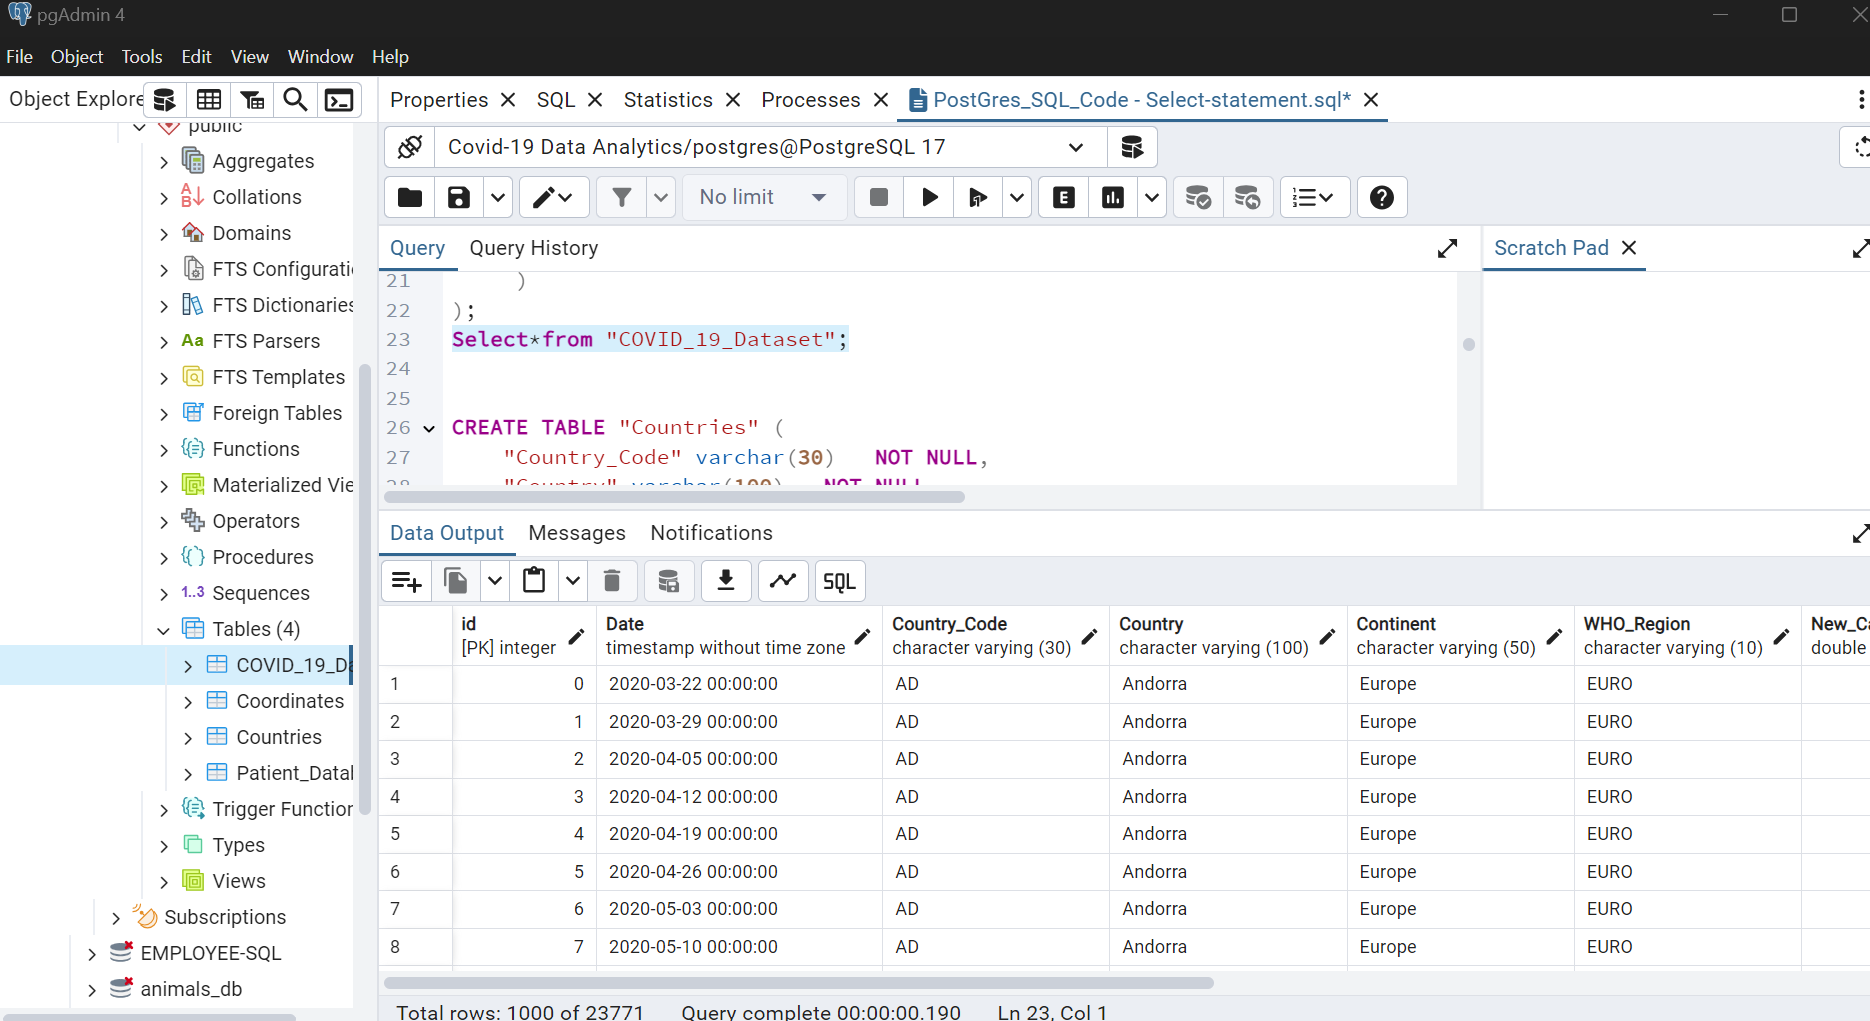 pgAdmin 4
File Object Tools Edit View Window Help
Object Explore
public
Aggregates
Collations
Domains
FTS Configurati
FTS Dictionaries
Aa FTS Parsers
FTS Templates
Foreign Tables
Functions
Materialized Vie
Operators
Procedures
1..3 Sequences
Tables (4)
COVID_19_Da
Coordinates
Countries
Patient_Datal
Trigger Function
Types
Views
Subscriptions
EMPLOYEE-SQL
animals_db
Properties SQL Statistics Processes PostGres_SQL_Code - Select-statement.sql*
Covid-19 Data Analytics/postgres@PostgreSQL 17
No limit
E
Query Query History
Scratch Pad
21 )
22 );
23 Select*from "COVID_19_Dataset";
24
25
26 CREATE TABLE "Countries" (
27 "Country_Code" varchar(30) NOT NULL,
28 "Country" varchar(100) NOT NULL
Data Output Messages Notifications
SQL
id Date Country_Code Country Continent WHO_Region New_Ca
[PK] integer timestamp without time zone character varying (30) character varying (100) character varying (50) character varying (10) double
1 0 2020-03-22 00:00:00 AD Andorra Europe EURO
2 1 2020-03-29 00:00:00 AD Andorra Europe EURO
3 2 2020-04-05 00:00:00 AD Andorra Europe EURO
4 3 2020-04-12 00:00:00 AD Andorra Europe EURO
5 4 2020-04-19 00:00:00 AD Andorra Europe EURO
6 5 2020-04-26 00:00:00 AD Andorra Europe EURO
7 6 2020-05-03 00:00:00 AD Andorra Europe EURO
8 7 2020-05-10 00:00:00 AD Andorra Europe EURO
Total rows: 1000 of 23771 Query complete 00:00:00.190 Ln 23, Col 1